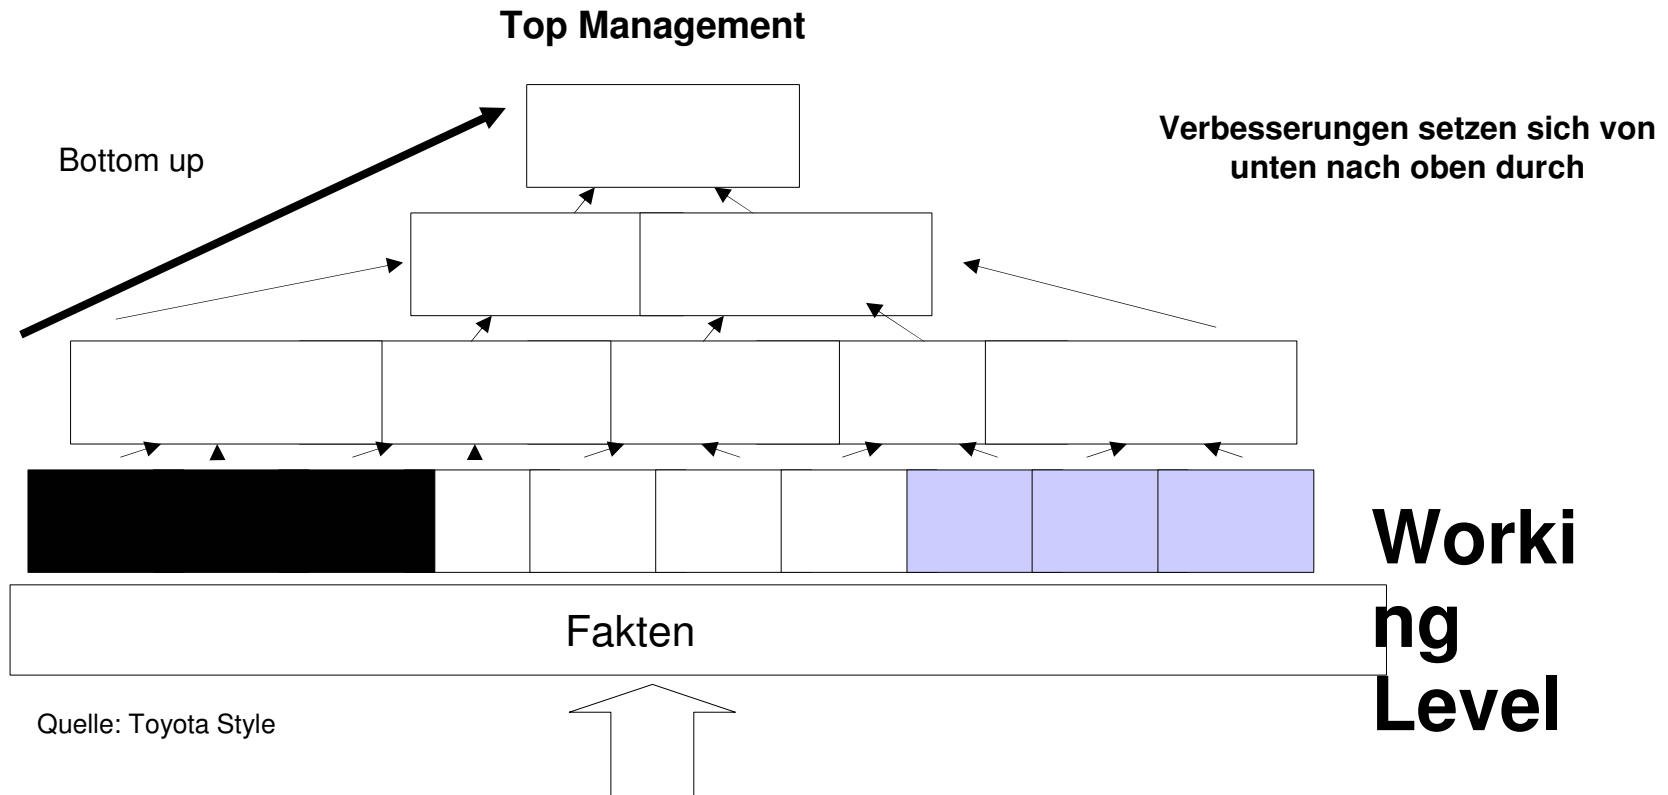 Top Management
Bottom up
Verbesserungen setzen sich von
unten nach oben durch
Worki
ng
Level
Fakten
Quelle: Toyota Style